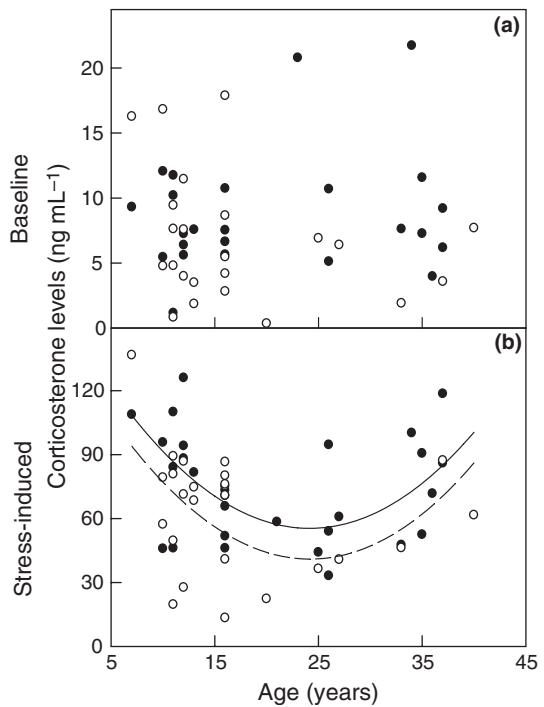 (a)
20
15
10
5
0
Baseline
Corticosterone levels (ng mL⁻¹)
(b)
120
90
60
30
0
Stress-induced
5 15 25 35 45
Age (years)